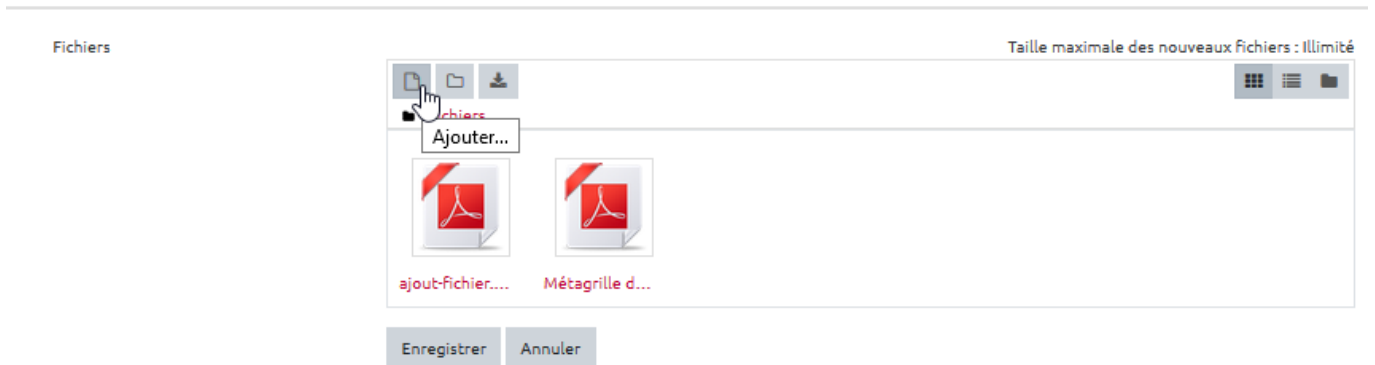 Fichiers
Taille maximale des nouveaux fichiers : Illimité
Ajouter...
ajout-fichier....
Métagrille d...
Enregistrer
Annuler